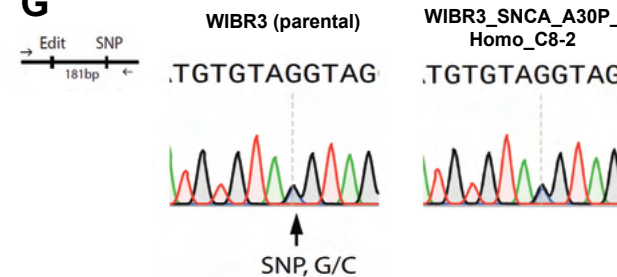 G
Edit SNP
181bp
WIBR3 (parental)
TGTGTAGGTAG
SNP, G/C
WIBR3_SNCA_A30P_
Homo_C8-2
TGTGTAGGTAG